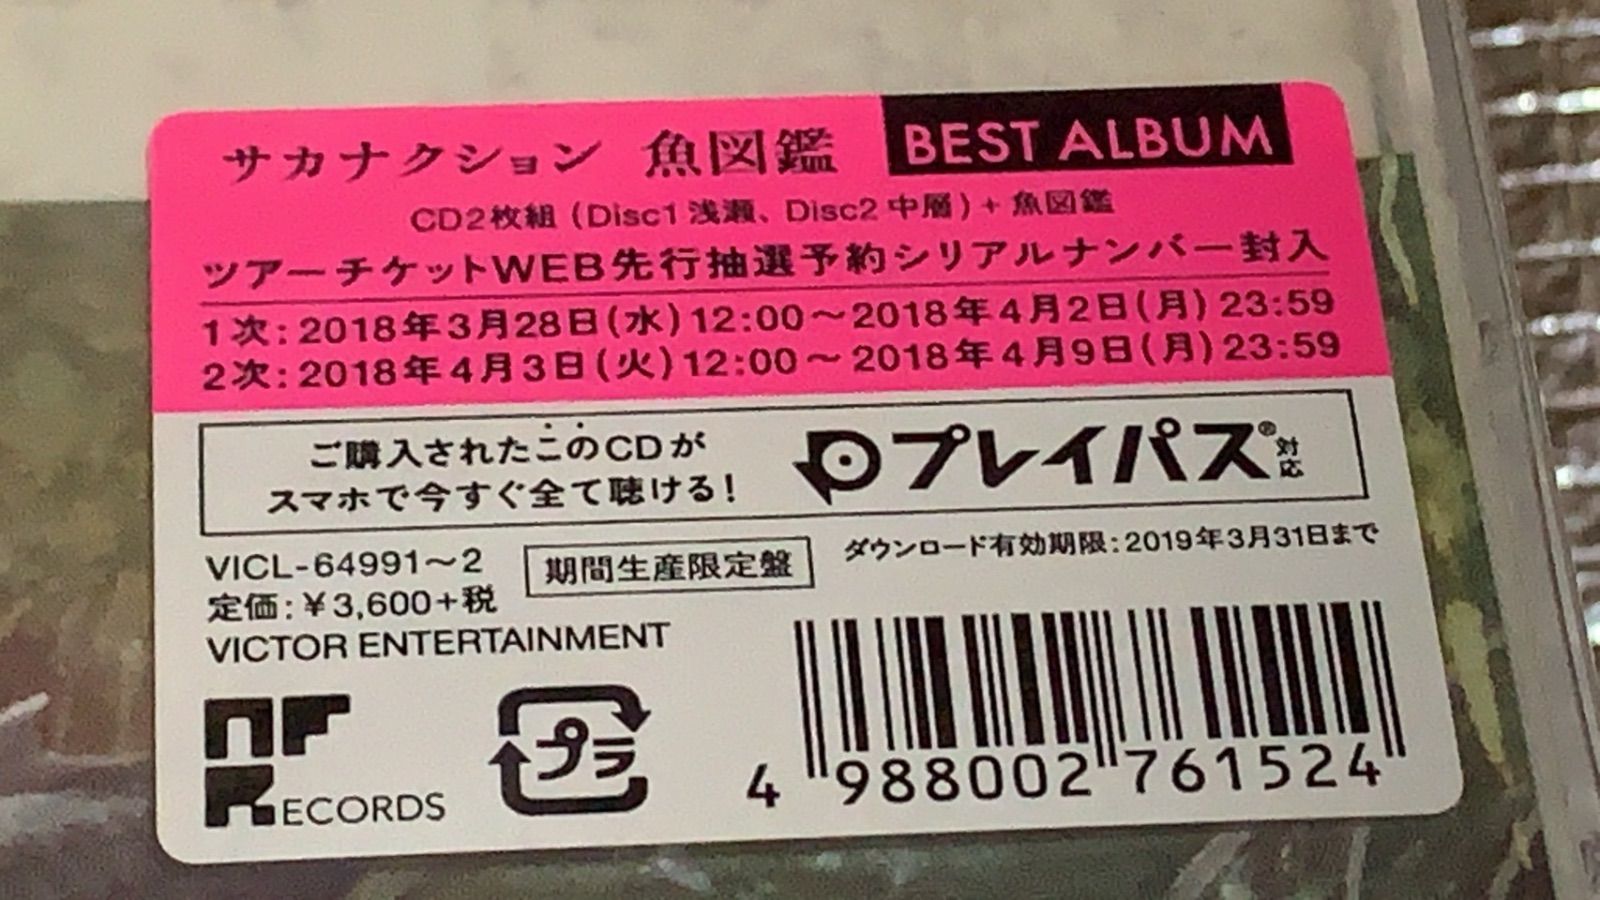 サカナクション 魚図鑑 BEST ALBUM
CD2枚組 (Disc1 浅瀬、Disc2 中層) + 魚図鑑
ツアーチケットWEB先行抽選予約シリアルナンバー封入
1次:2018年3月28日(水)12:00〜2018年4月2日(月)23:59
2次:2018年4月3日(火)12:00〜2018年4月9日(月)23:59
ご購入されたこのCDが
スマホで今すぐ全て聴ける!
プレイパス®対応
VICL-64991〜2
期間生産限定盤
ダウンロード有効期限:2019年3月31日まで
定価:¥3,600+税
VICTOR ENTERTAINMENT
NF
RECORDS
プラ
4 988002 761524